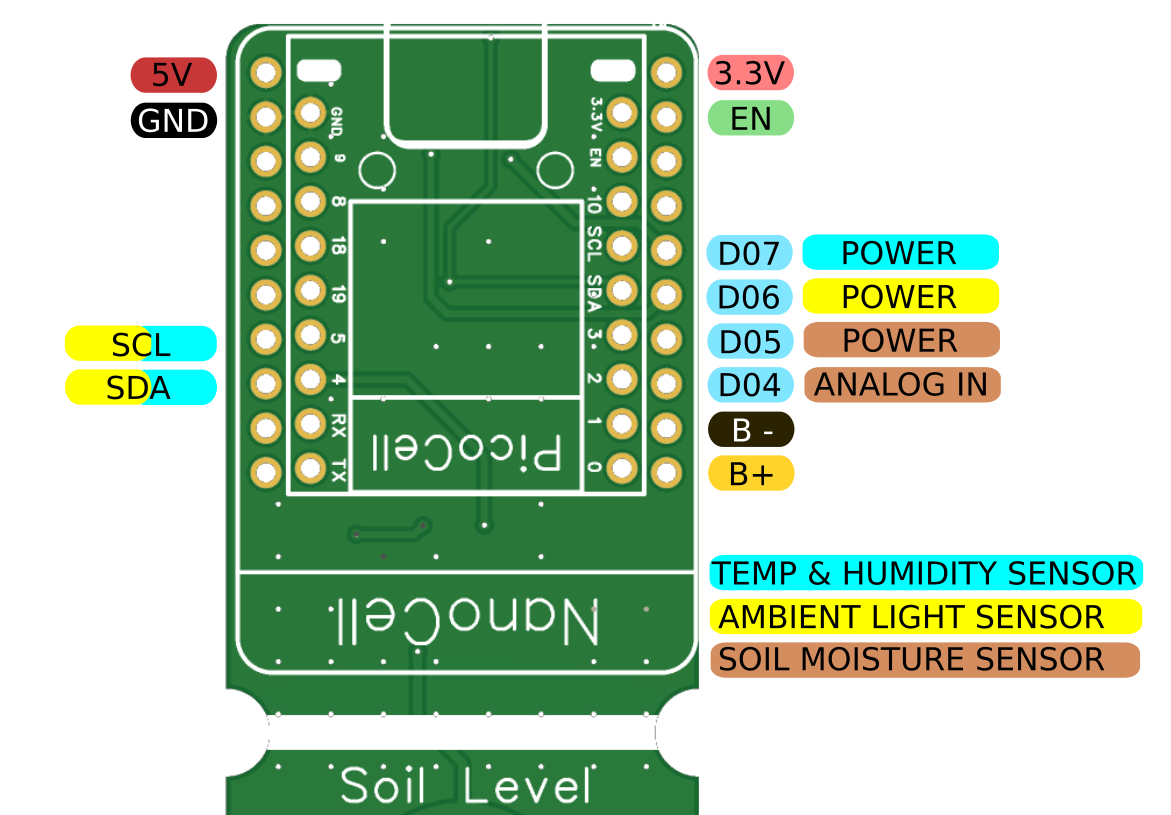 5V
GND
SCL
SDA
GND
9
8
18
19
5
4
RX
TX
3.3V
EN
10
SCL
SDA
3
2
1
0
PicoCell
NanoCell
Soil Level
3.3V
EN
D07 POWER
D06 POWER
D05 POWER
D04 ANALOG IN
B -
B+
TEMP & HUMIDITY SENSOR
AMBIENT LIGHT SENSOR
SOIL MOISTURE SENSOR